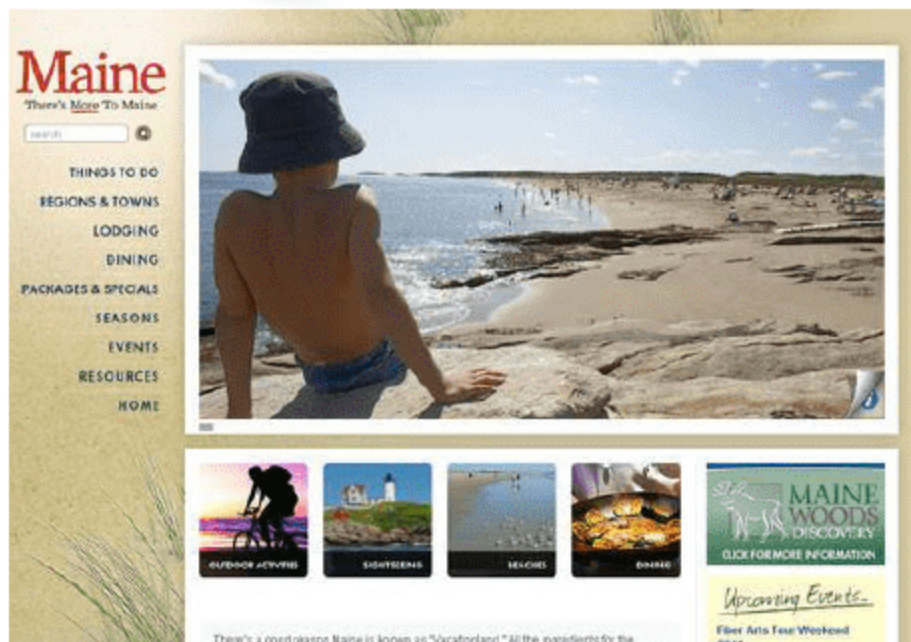 Maine
There's More To Maine
search
THINGS TO DO
REGIONS & TOWNS
LODGING
DINING
PACKAGES & SPECIALS
SEASONS
EVENTS
RESOURCES
HOME
OUTDOOR ACTIVITIES
SIGHTSEEING
BEACHES
DINING
MAINE
WOODS
DISCOVERY
CLICK FOR MORE INFORMATION
Upcoming Events
Fiber Arts Tour Weekend
There's a good reason Maine is known as "Vacationland." All the ingredients for the